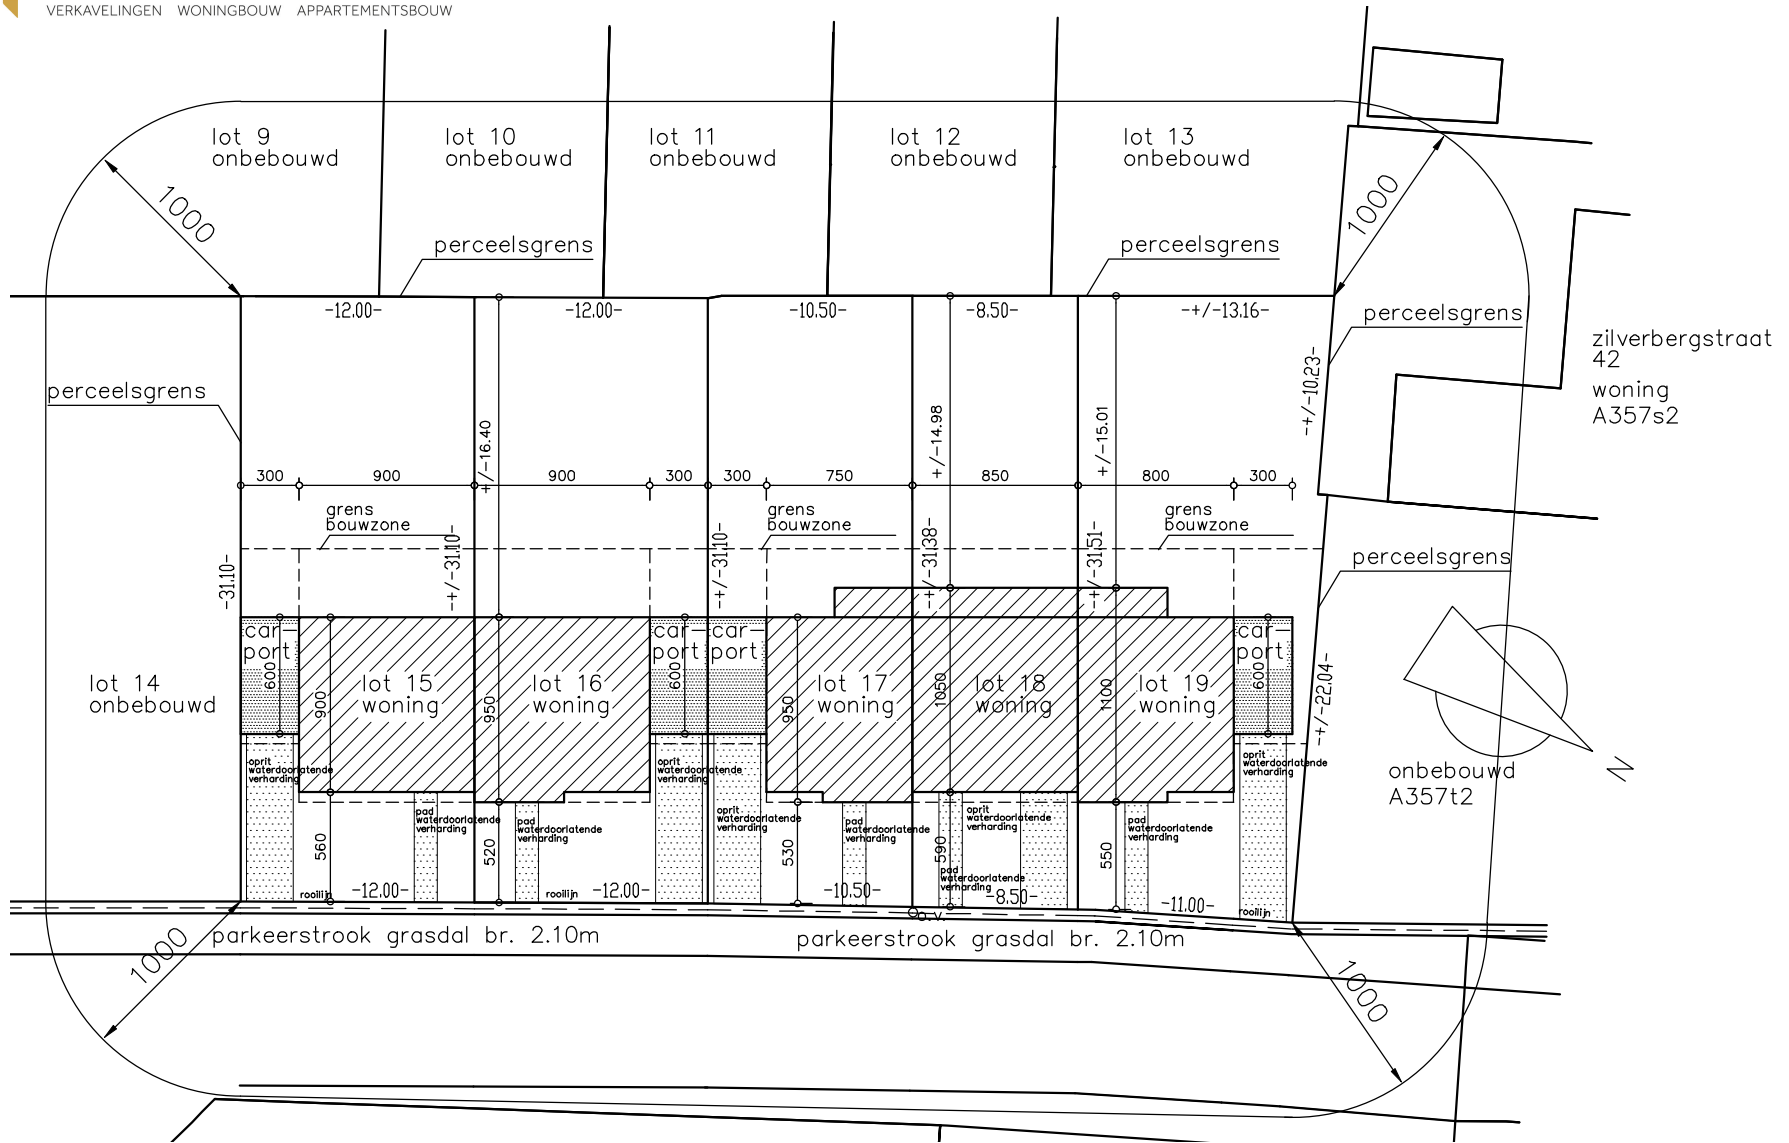 VERKAVELINGEN WONINGBOUW APPARTEMENTSBOUW
lot 9
onbebouwd
lot 10
onbebouwd
lot 11
onbebouwd
lot 12
onbebouwd
lot 13
onbebouwd
1000
1000
perceelsgrens
perceelsgrens
-12.00-
-12.00-
-10.50-
-8.50-
-+/-13.16-
perceelsgrens
zilverbergstraat
42
woning
A357s2
-+/-10.23-
perceelsgrens
+/-16.40
+/-14.98
+/-15.01
300
900
900
300
300
750
850
800
300
grens
bouwzone
grens
bouwzone
grens
bouwzone
-31.10-
-+/-31.10-
-+/-31.10-
-+/-31.38-
-+/-31.51-
perceelsgrens
car-
port
600
car-
port
600
car-
port
car-
port
600
lot 14
onbebouwd
lot 15
woning
900
lot 16
woning
950
lot 17
woning
950
lot 18
woning
1050
lot 19
woning
1100
-+/-22.04-
N
onbebouwd
A357t2
oprit
waterdoorlatende
verharding
oprit
waterdoorlatende
verharding
oprit
waterdoorlatende
verharding
oprit
waterdoorlatende
verharding
oprit
waterdoorlatende
verharding
pad
waterdoorlatende
verharding
pad
waterdoorlatende
verharding
pad
waterdoorlatende
verharding
pad
waterdoorlatende
verharding
pad
waterdoorlatende
verharding
560
520
530
590
550
rooilijn
-12.00-
rooilijn
-12.00-
-10.50-
-8.50-
-11.00-
rooilijn
o.v.
parkeerstrook grasdal br. 2.10m
parkeerstrook grasdal br. 2.10m
1000
1000